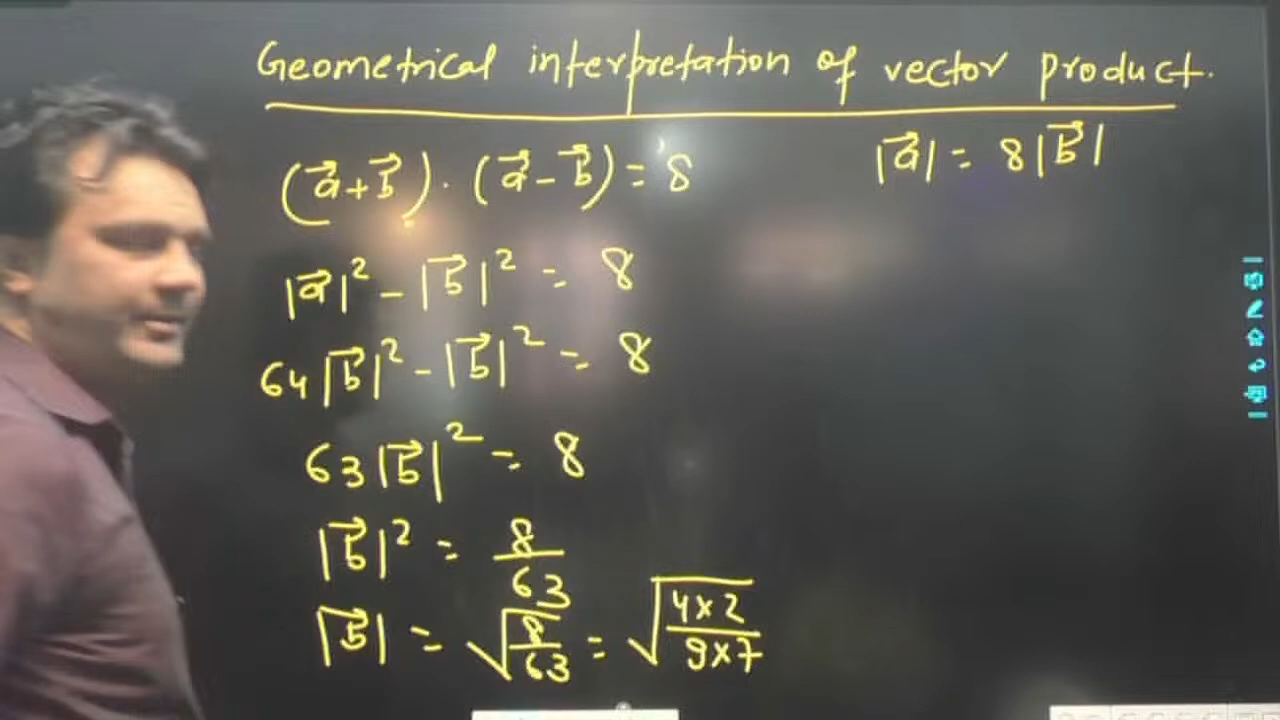 Geometrical interpretation of vector product.
(a⃗+b⃗)·(a⃗-b⃗)=8
|a⃗| = 8|b⃗|
|a⃗|² - |b⃗|² = 8
64|b⃗|² - |b⃗|² = 8
63|b⃗|² = 8
|b⃗|² = 8/63
|b⃗| = √(8/63) = √((4×2)/(9×7))